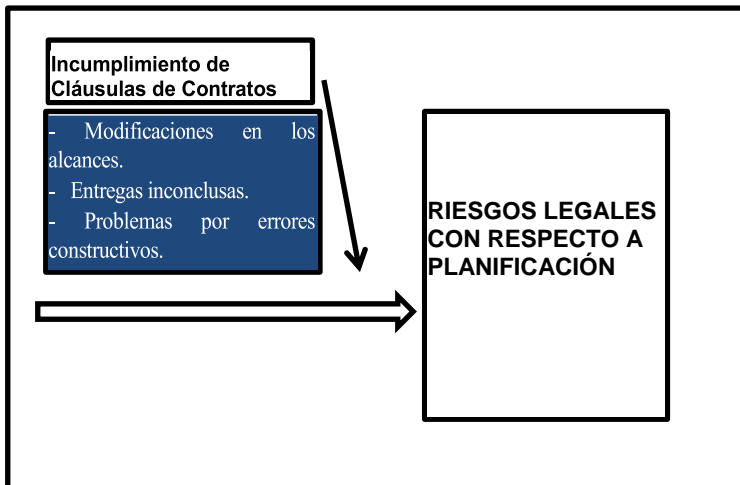 Incumplimiento de
Cláusulas de Contratos
- Modificaciones en los
alcances.
- Entregas inconclusas.
- Problemas por errores
constructivos.
RIESGOS LEGALES
CON RESPECTO A
PLANIFICACIÓN